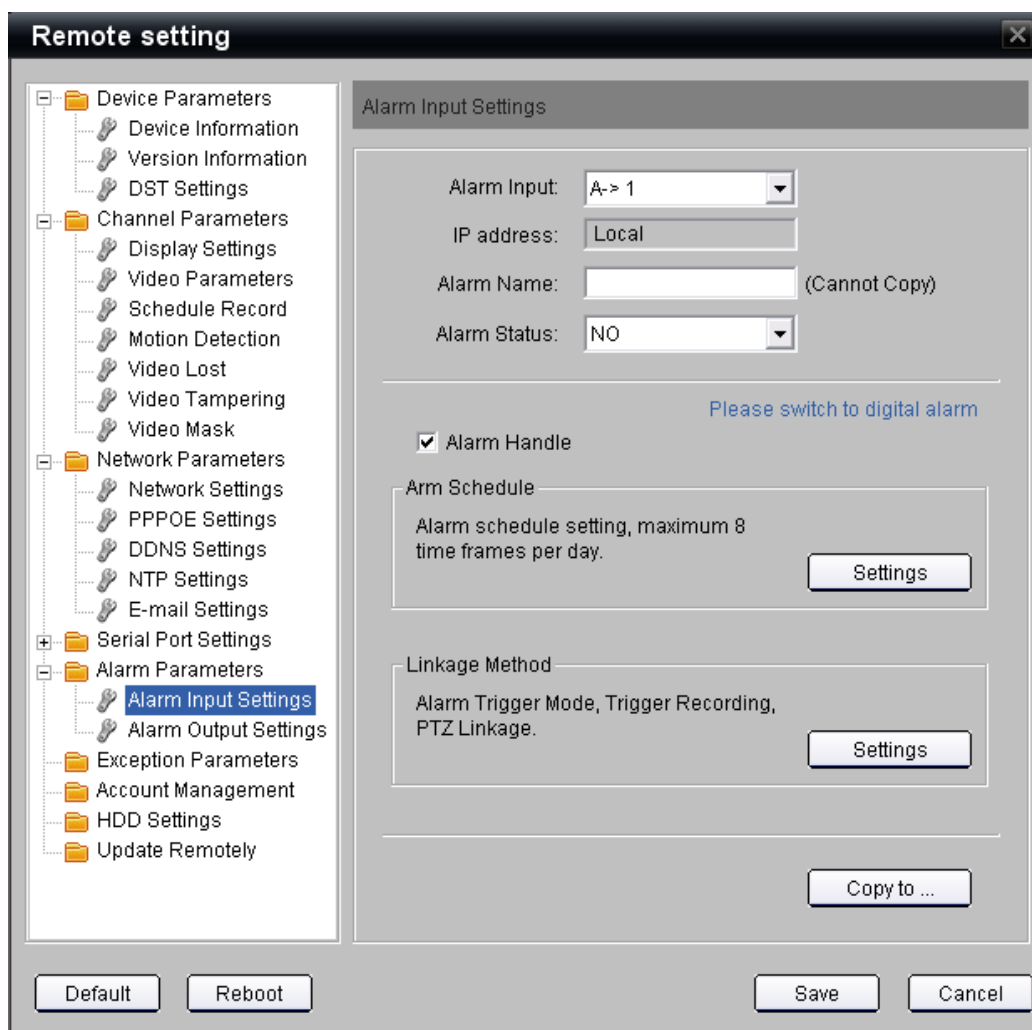 Remote setting
Device Parameters
Device Information
Version Information
DST Settings
Channel Parameters
Display Settings
Video Parameters
Schedule Record
Motion Detection
Video Lost
Video Tampering
Video Mask
Network Parameters
Network Settings
PPPOE Settings
DDNS Settings
NTP Settings
E-mail Settings
Serial Port Settings
Alarm Parameters
Alarm Input Settings
Alarm Output Settings
Exception Parameters
Account Management
HDD Settings
Update Remotely
Alarm Input Settings
Alarm Input: A-> 1
IP address: Local
Alarm Name: (Cannot Copy)
Alarm Status: NO
Please switch to digital alarm
Alarm Handle
Arm Schedule
Alarm schedule setting, maximum 8
time frames per day.
Settings
Linkage Method
Alarm Trigger Mode, Trigger Recording,
PTZ Linkage.
Settings
Copy to ...
Default Reboot Save Cancel